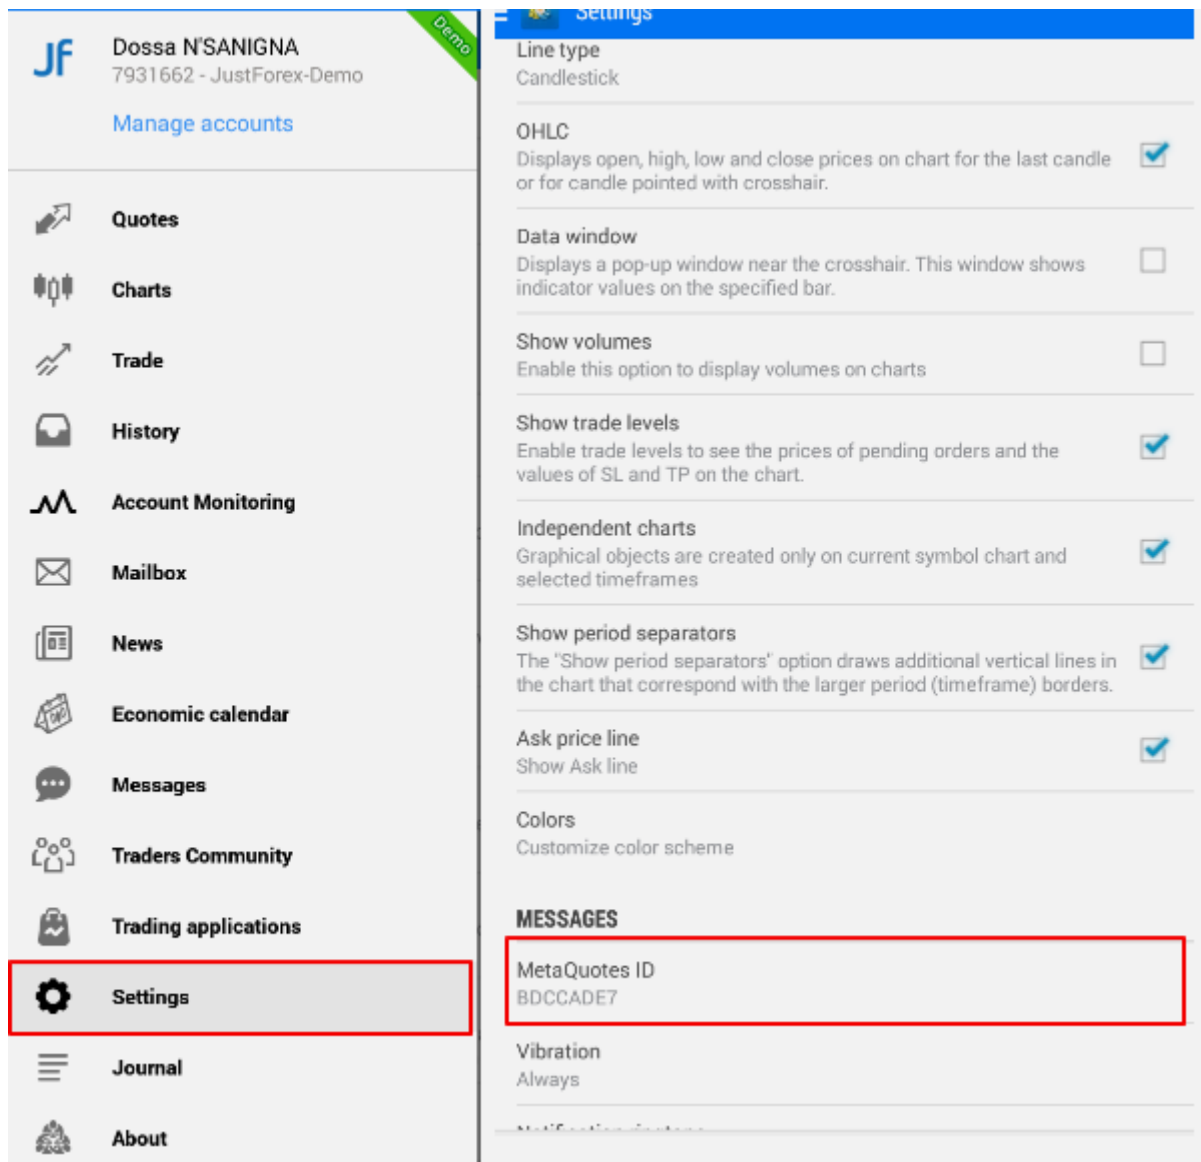 JF
Dossa N'SANIGNA
7931662 - JustForex-Demo
Demo
Manage accounts
Quotes
Charts
Trade
History
Account Monitoring
Mailbox
News
Economic calendar
Messages
Traders Community
Trading applications
Settings
Journal
About
Settings
Line type
Candlestick
OHLC
Displays open, high, low and close prices on chart for the last candle
or for candle pointed with crosshair.
Data window
Displays a pop-up window near the crosshair. This window shows
indicator values on the specified bar.
Show volumes
Enable this option to display volumes on charts
Show trade levels
Enable trade levels to see the prices of pending orders and the
values of SL and TP on the chart.
Independent charts
Graphical objects are created only on current symbol chart and
selected timeframes
Show period separators
The "Show period separators" option draws additional vertical lines in
the chart that correspond with the larger period (timeframe) borders.
Ask price line
Show Ask line
Colors
Customize color scheme
MESSAGES
MetaQuotes ID
BDCCADE7
Vibration
Always